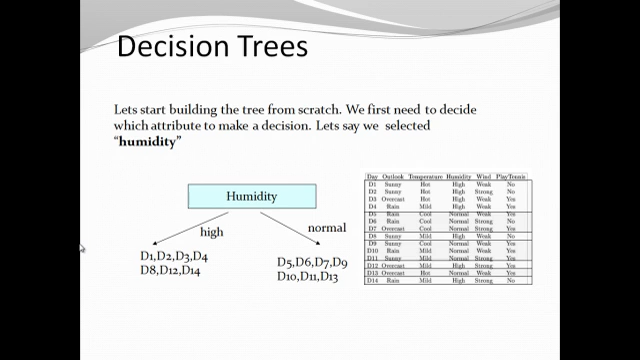 Decision Trees
Lets start building the tree from scratch. We first need to decide
which attribute to make a decision. Lets say we selected
“humidity”
Humidity
high
normal
D1,D2,D3,D4
D8,D12,D14
D5,D6,D7,D9
D10,D11,D13
Day Outlook Temperature Humidity Wind PlayTennis
D1 Sunny Hot High Weak No
D2 Sunny Hot High Strong No
D3 Overcast Hot High Weak Yes
D4 Rain Mild High Weak Yes
D5 Rain Cool Normal Weak Yes
D6 Rain Cool Normal Strong No
D7 Overcast Cool Normal Strong Yes
D8 Sunny Mild High Weak No
D9 Sunny Cool Normal Weak Yes
D10 Rain Mild Normal Weak Yes
D11 Sunny Mild Normal Strong Yes
D12 Overcast Mild High Strong Yes
D13 Overcast Hot Normal Weak Yes
D14 Rain Mild High Strong No